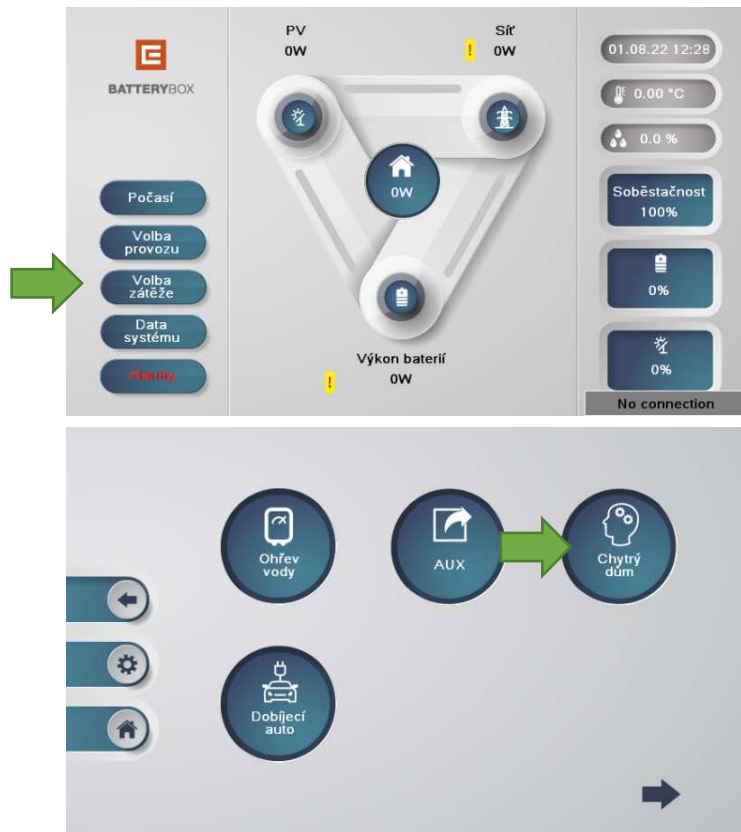 BATTERYBOX
PV
0W
Síť
! 0W
01.08.22 12:28
0.00 °C
0.0 %
Soběstačnost
100%
0W
Počasí
Volba
provozu
Volba
zátěže
Data
systému
Alarmy
0%
Výkon baterií
! 0W
0%
No connection
Ohřev
vody
AUX
Chytrý
dům
Dobíjecí
auto